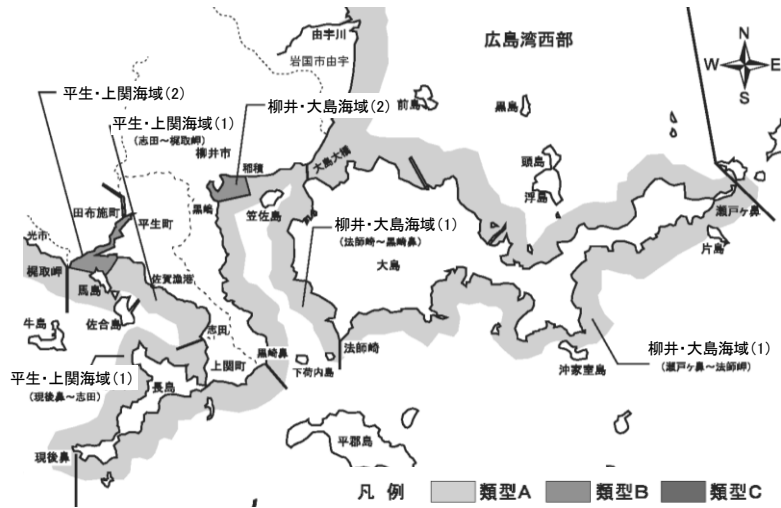 由宇川
岩国市由宇
広島湾西部
N
W
E
S
平生・上関海域(2)
平生・上関海域(1)
(志田~梶取岬)
柳井・大島海域(2)
前島
黒島
柳井市
稲積
大島大橋
頭島
浮島
田布施町
平生町
黒崎
笠佐島
柳井・大島海域(1)
(法師崎~黒崎鼻)
瀬戸ヶ鼻
片島
光市
梶取岬
馬島
佐賀漁港
大島
佐合島
牛島
志田
法師崎
黒崎鼻
上関町
下荷内島
平生・上関海域(1)
(現後鼻~志田)
長島
沖家室島
柳井・大島海域(1)
(瀬戸ヶ鼻~法師岬)
平郡島
現後鼻
凡例
類型A
類型B
類型C